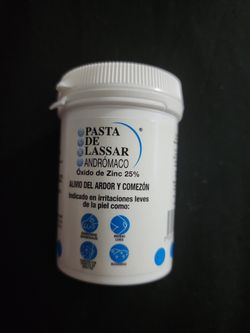 PASTA
DE
LASSAR
ANDRÓMACO
Óxido de Zinc 25%
ALIVIO DEL ARDOR Y COMEZÓN
Indicado en irritaciones leves
de la piel como: